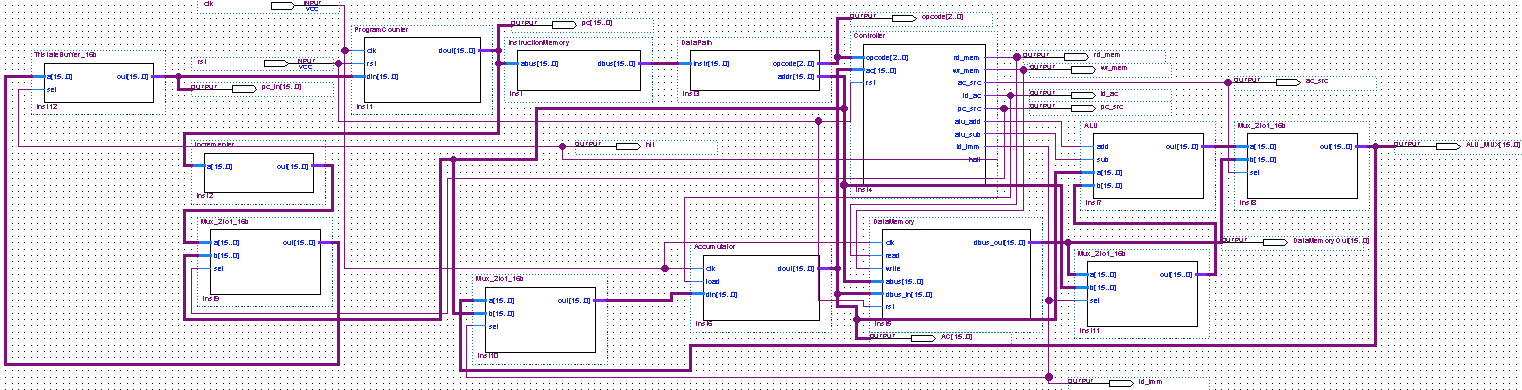 clk
INPUT
VCC
OUTPUT
pc[15..0]
OUTPUT
opcode[2..0]
ProgramCounter
clk
rst
din[15..0]
dout[15..0]
inst1
InstructionMemory
abus[15..0]
dbus[15..0]
inst
DataPath
instr[15..0]
opcode[2..0]
addr[15..0]
inst3
Controller
opcode[2..0]
ac[15..0]
rst
rd_mem
wr_mem
ac_src
ld_ac
pc_src
alu_add
alu_sub
ld_imm
halt
inst4
OUTPUT
rd_mem
OUTPUT
wr_mem
OUTPUT
ac_src
OUTPUT
ld_ac
OUTPUT
pc_src
TristateBuffer_16b
a[15..0]
sel
out[15..0]
inst12
rst
INPUT
VCC
OUTPUT
pc_in[15..0]
OUTPUT
hlt
ALU
add
sub
a[15..0]
b[15..0]
out[15..0]
inst7
Mux_2to1_16b
a[15..0]
b[15..0]
sel
out[15..0]
inst8
OUTPUT
ALU_MUX[15..0]
Incrementer
a[15..0]
out[15..0]
inst2
Mux_2to1_16b
a[15..0]
b[15..0]
sel
out[15..0]
inst9
Mux_2to1_16b
a[15..0]
b[15..0]
sel
out[15..0]
inst10
Accumulator
clk
load
din[15..0]
dout[15..0]
inst6
DataMemory
clk
read
write
abus[15..0]
dbus_in[15..0]
rst
dbus_out[15..0]
inst5
OUTPUT
DataMemoryOut[15..0]
Mux_2to1_16b
a[15..0]
b[15..0]
sel
out[15..0]
inst11
OUTPUT
AC[15..0]
OUTPUT
ld_imm